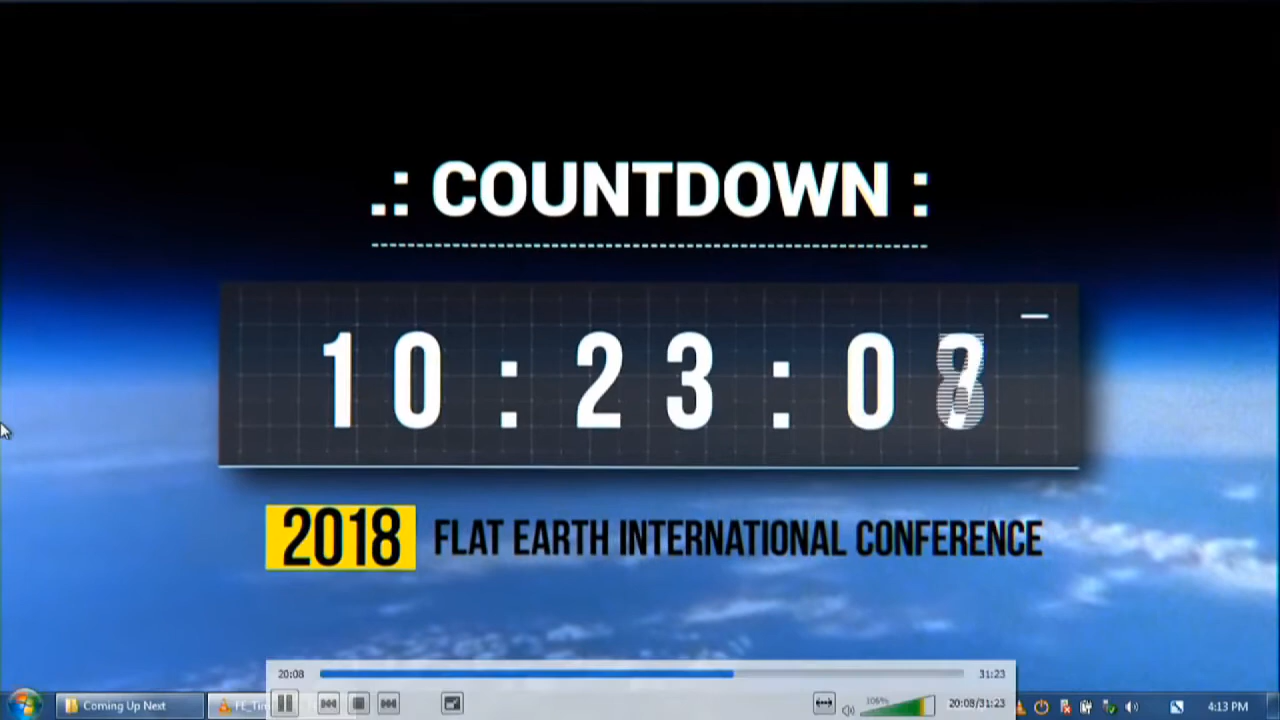 .: COUNTDOWN :
10 : 23 : 0
2018 FLAT EARTH INTERNATIONAL CONFERENCE
20:08
31:23
Coming Up Next
106%
20:08/31:23
4:13 PM